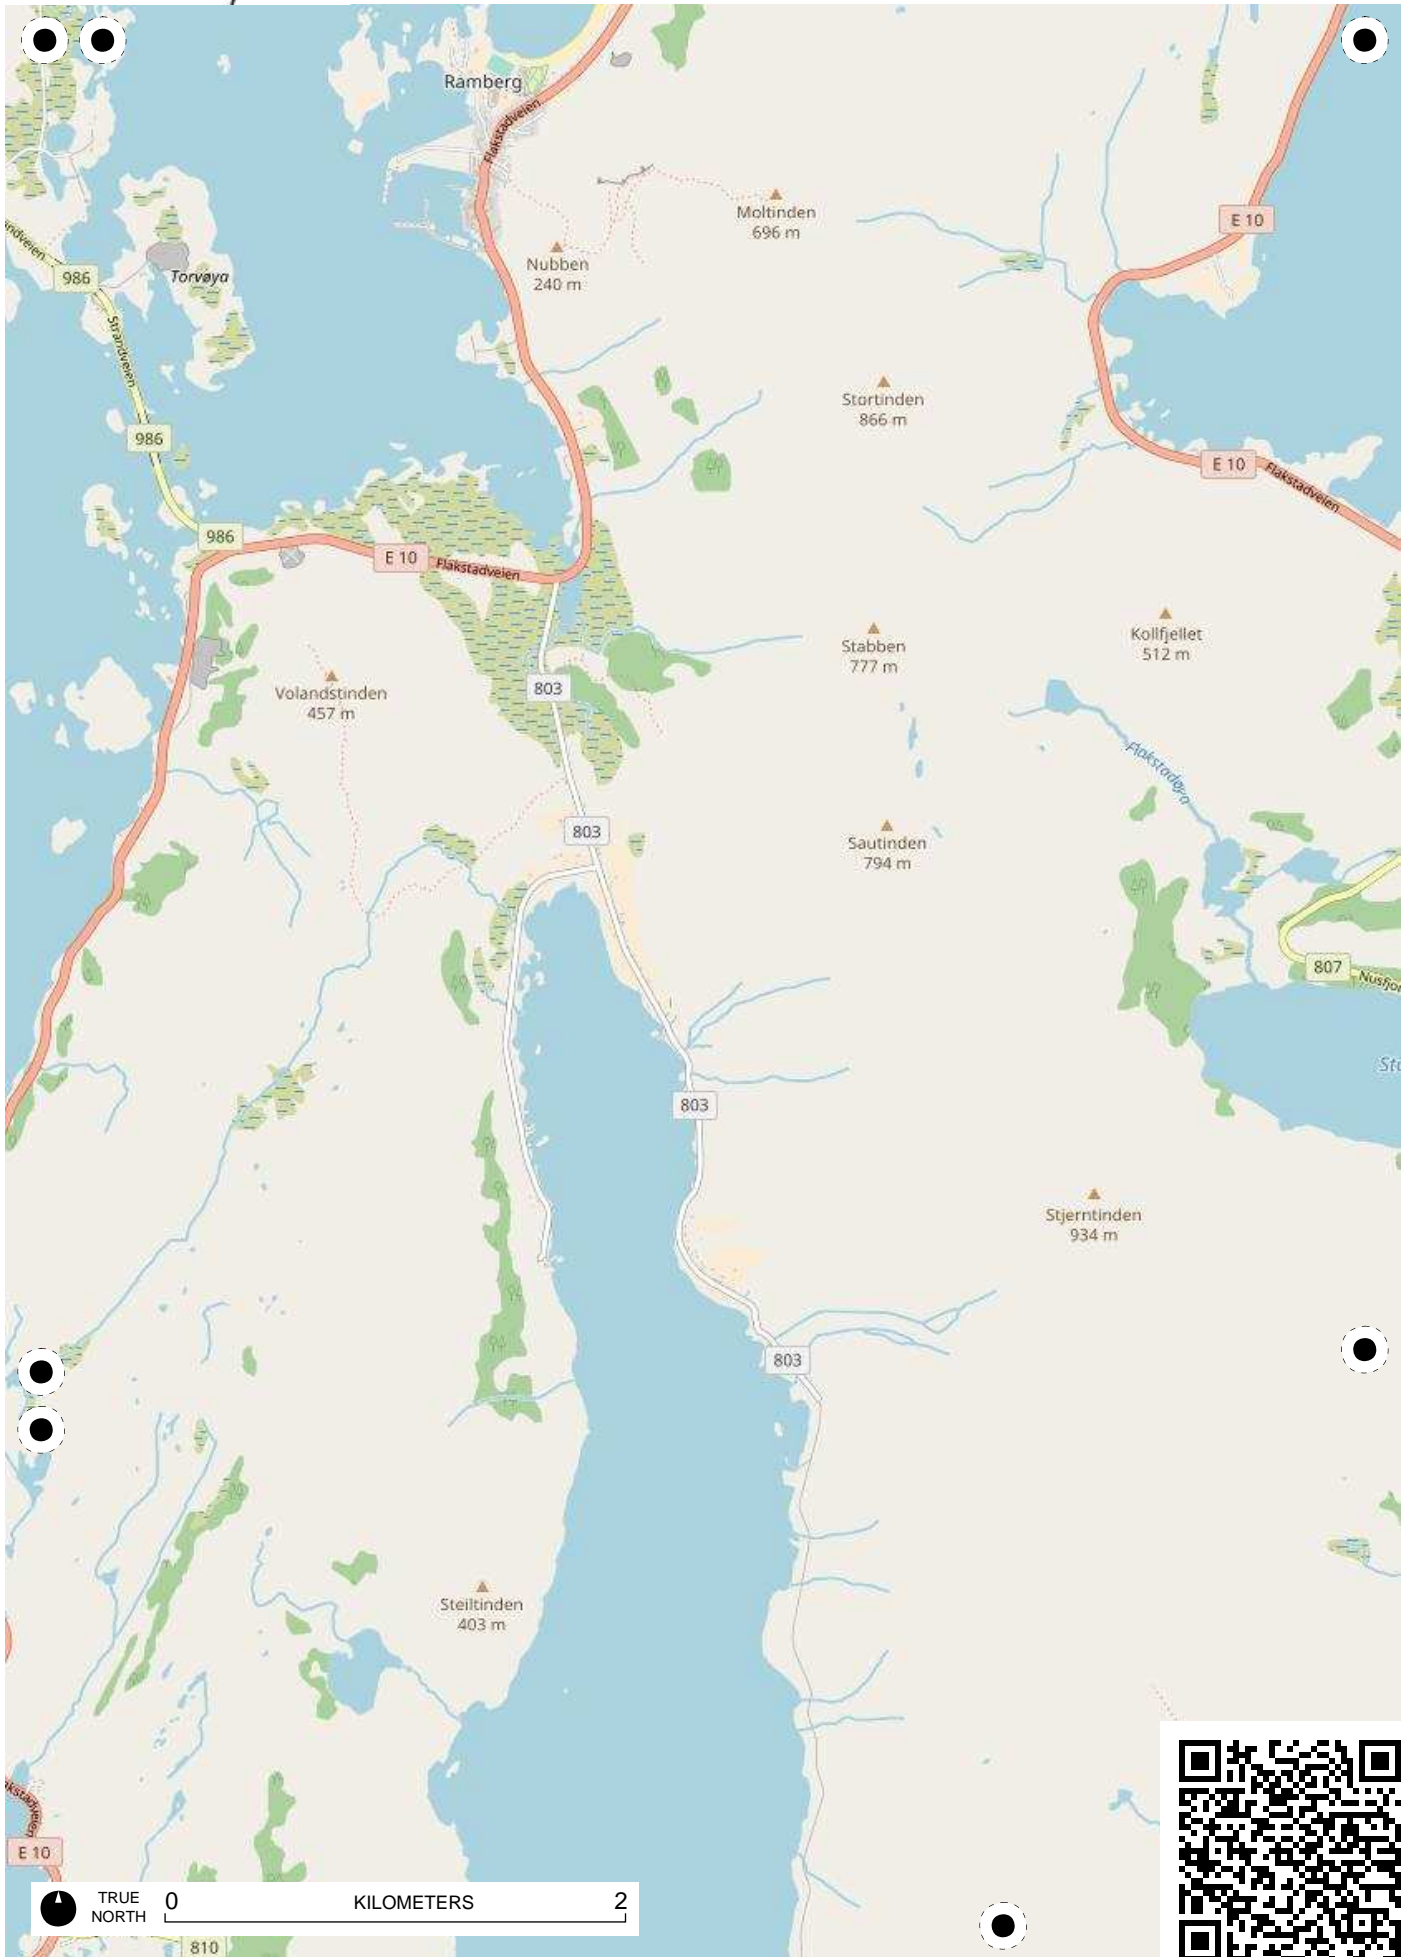 Ramberg
Flakstadveien
Moltinden
696 m
E 10
Nubben
240 m
986
Torvøya
Strandveien
Stortinden
866 m
986
E 10
Flakstadveien
986
E 10
Flakstadveien
Stabben
777 m
Kollfjellet
512 m
Volandstinden
457 m
803
Flakstadøya
803
Sautinden
794 m
807
803
Stjerntinden
934 m
803
Steiltinden
403 m
E 10
TRUE
NORTH
0
KILOMETERS
2
810